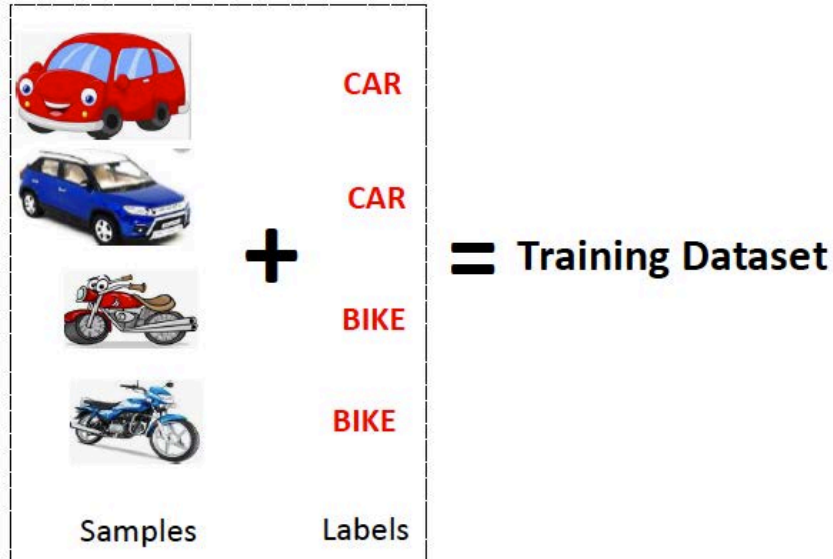 CAR
CAR
+ = Training Dataset
BIKE
BIKE
Samples Labels